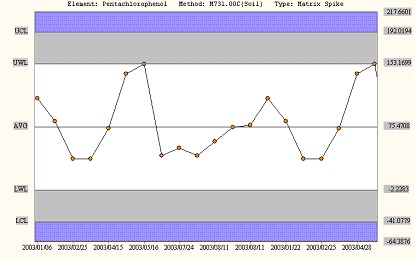 Element: Pentachlorophenol Method: M731.00C(Soil) Type: Matrix Spike
217.6601
UCL 192.0194
UWL 153.1699
AVG 75.4708
LWL -2.2283
LCL -41.0779
-64.3876
2003/01/06 2003/02/25 2003/04/15 2003/05/16 2003/07/24 2003/08/11 2003/08/11 2003/01/22 2003/02/25 2003/04/28